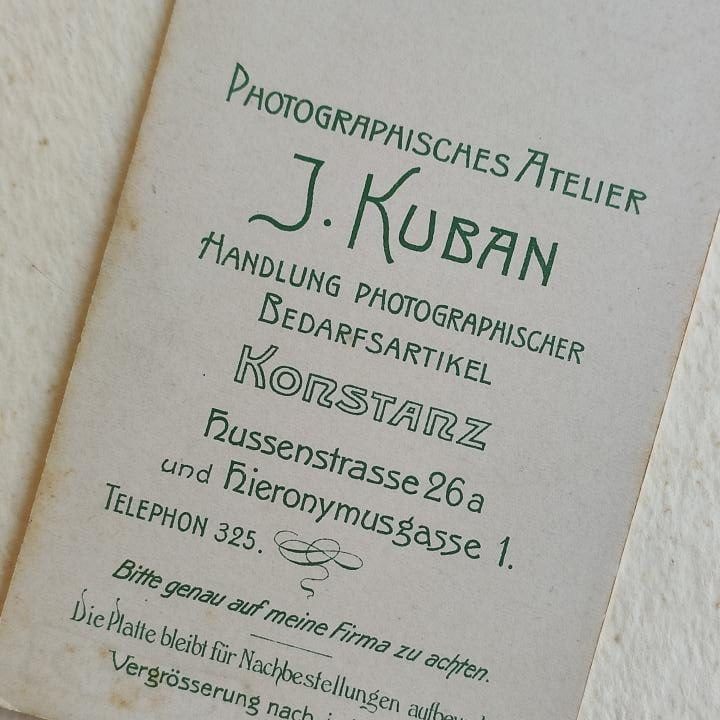 PHOTOGRAPHISCHES ATELIER
J. KUBAN
HANDLUNG PHOTOGRAPHISCHER
BEDARFSARTIKEL
KONSTANZ
Hussenstrasse 26a
und Hieronymusgasse 1.
TELEPHON 325.
Bitte genau auf meine Firma zu achten.
Die Platte bleibt für Nachbestellungen
Vergrösserung nach